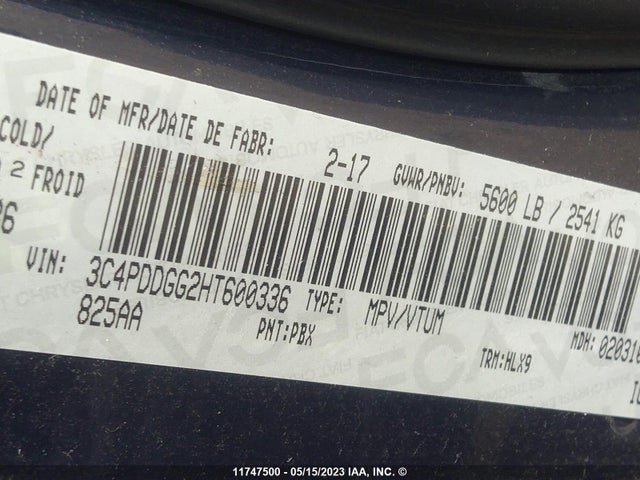 DATE OF MFR/DATE DE FABR: 2-17 GVWR/PNBV: 5600 LB / 2541 KG
COLD/
2 FROID
VIN: 3C4PDDGG2HT600336 TYPE: MPV/VTUM MDH:
825AA PNT:PBX TRM:HLX9
11747500 - 05/15/2023 IAA, INC. ©